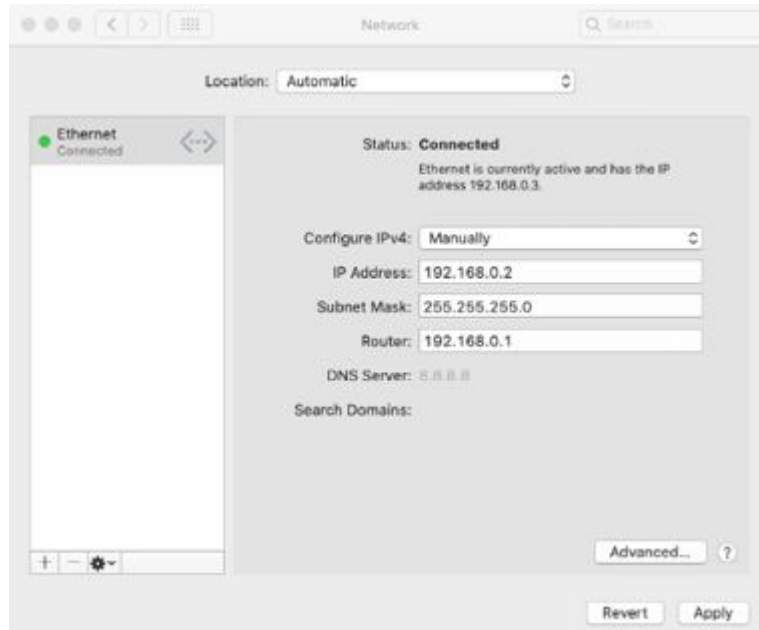 Network
Search
Location: Automatic
Ethernet
Connected
Status: Connected
Ethernet is currently active and has the IP
address 192.168.0.3.
Configure IPv4: Manually
IP Address: 192.168.0.2
Subnet Mask: 255.255.255.0
Router: 192.168.0.1
DNS Server: 8.8.8.8
Search Domains:
Advanced... ?
Revert Apply